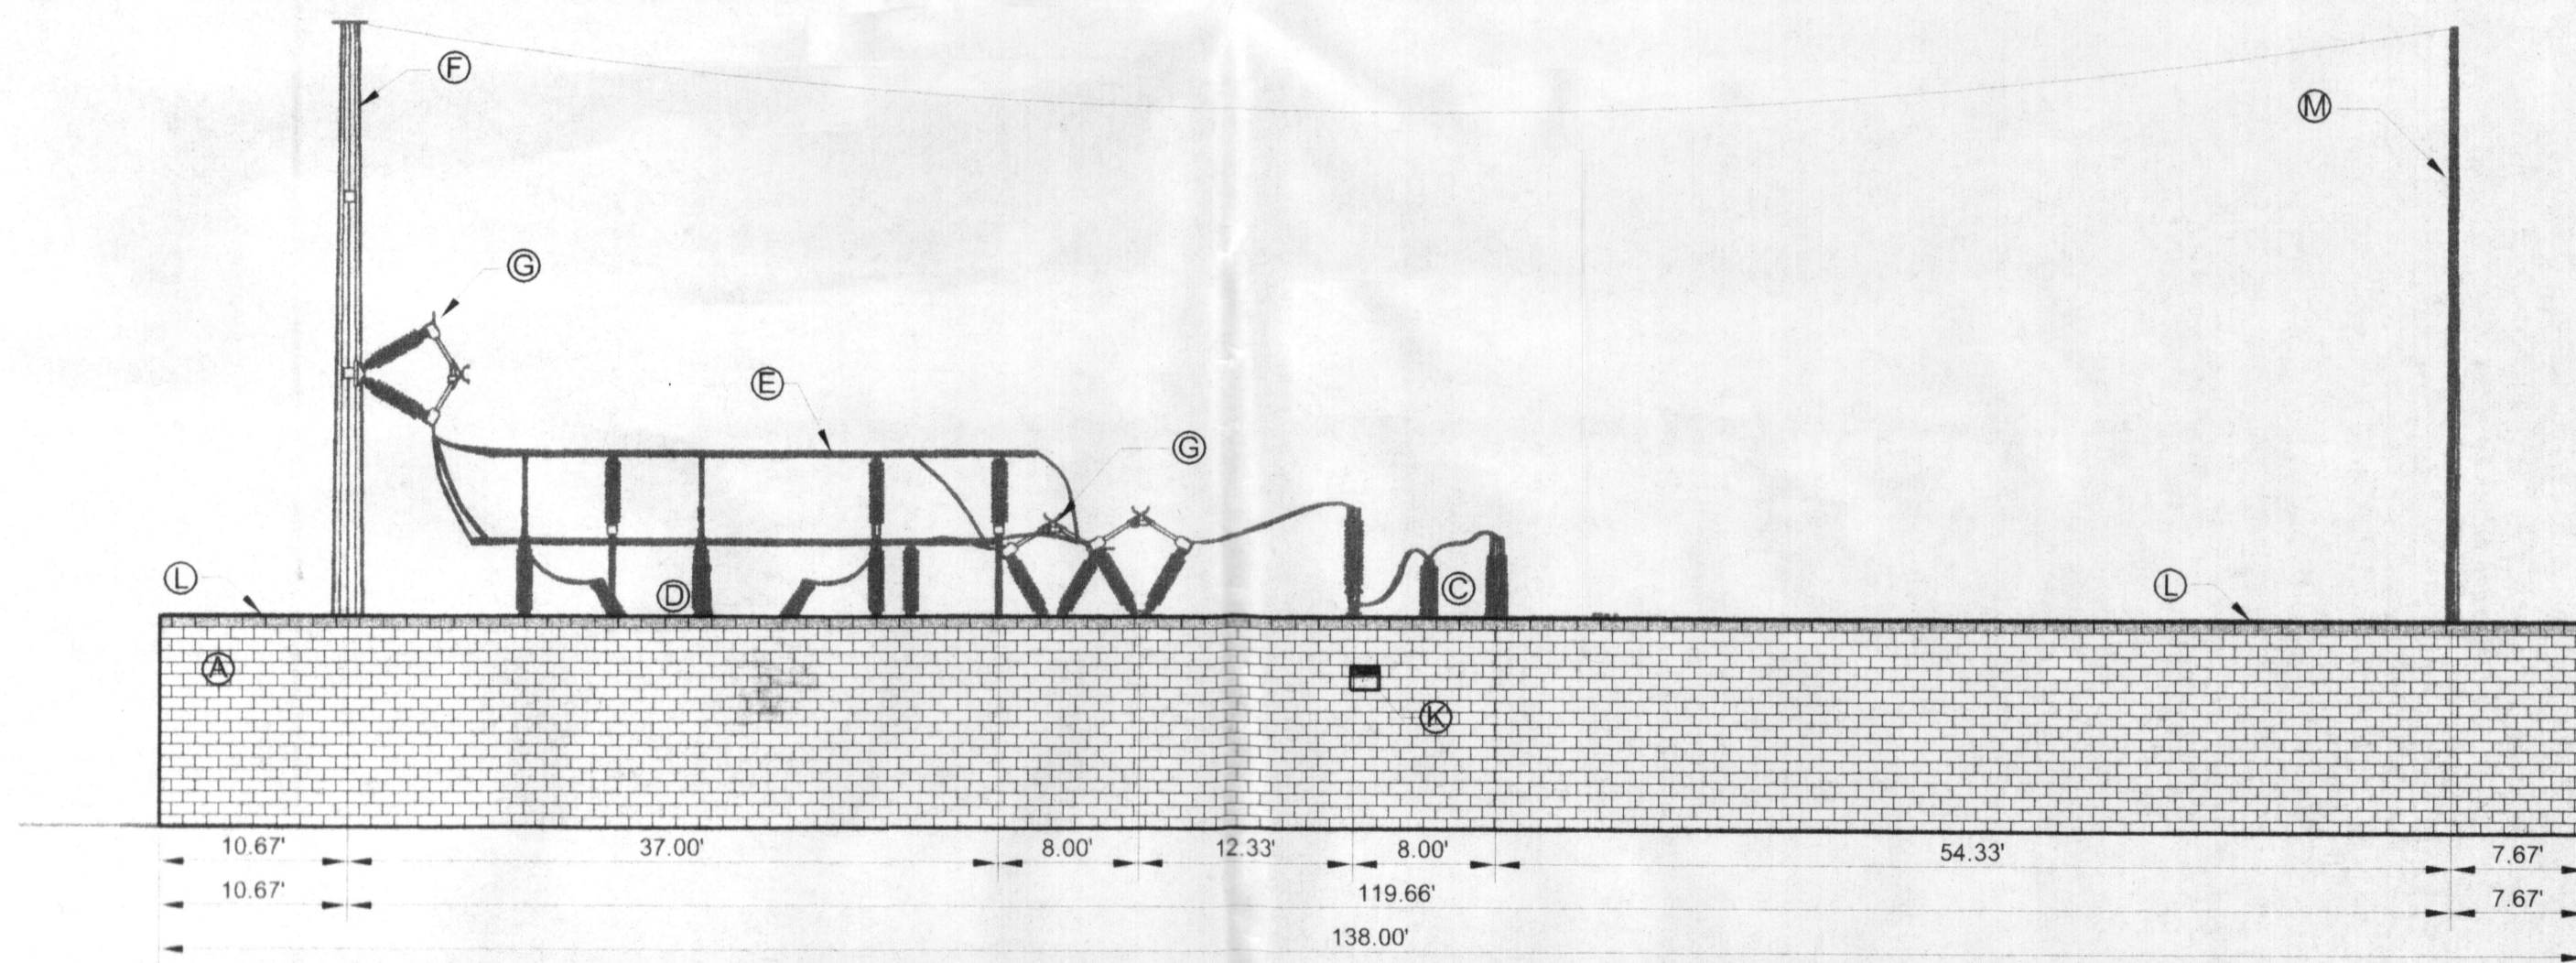 F
M
G
E
G
L
D
C
L
A
K
10.67' 37.00' 8.00' 12.33' 8.00' 54.33' 7.67'
10.67' 119.66' 7.67'
138.00'